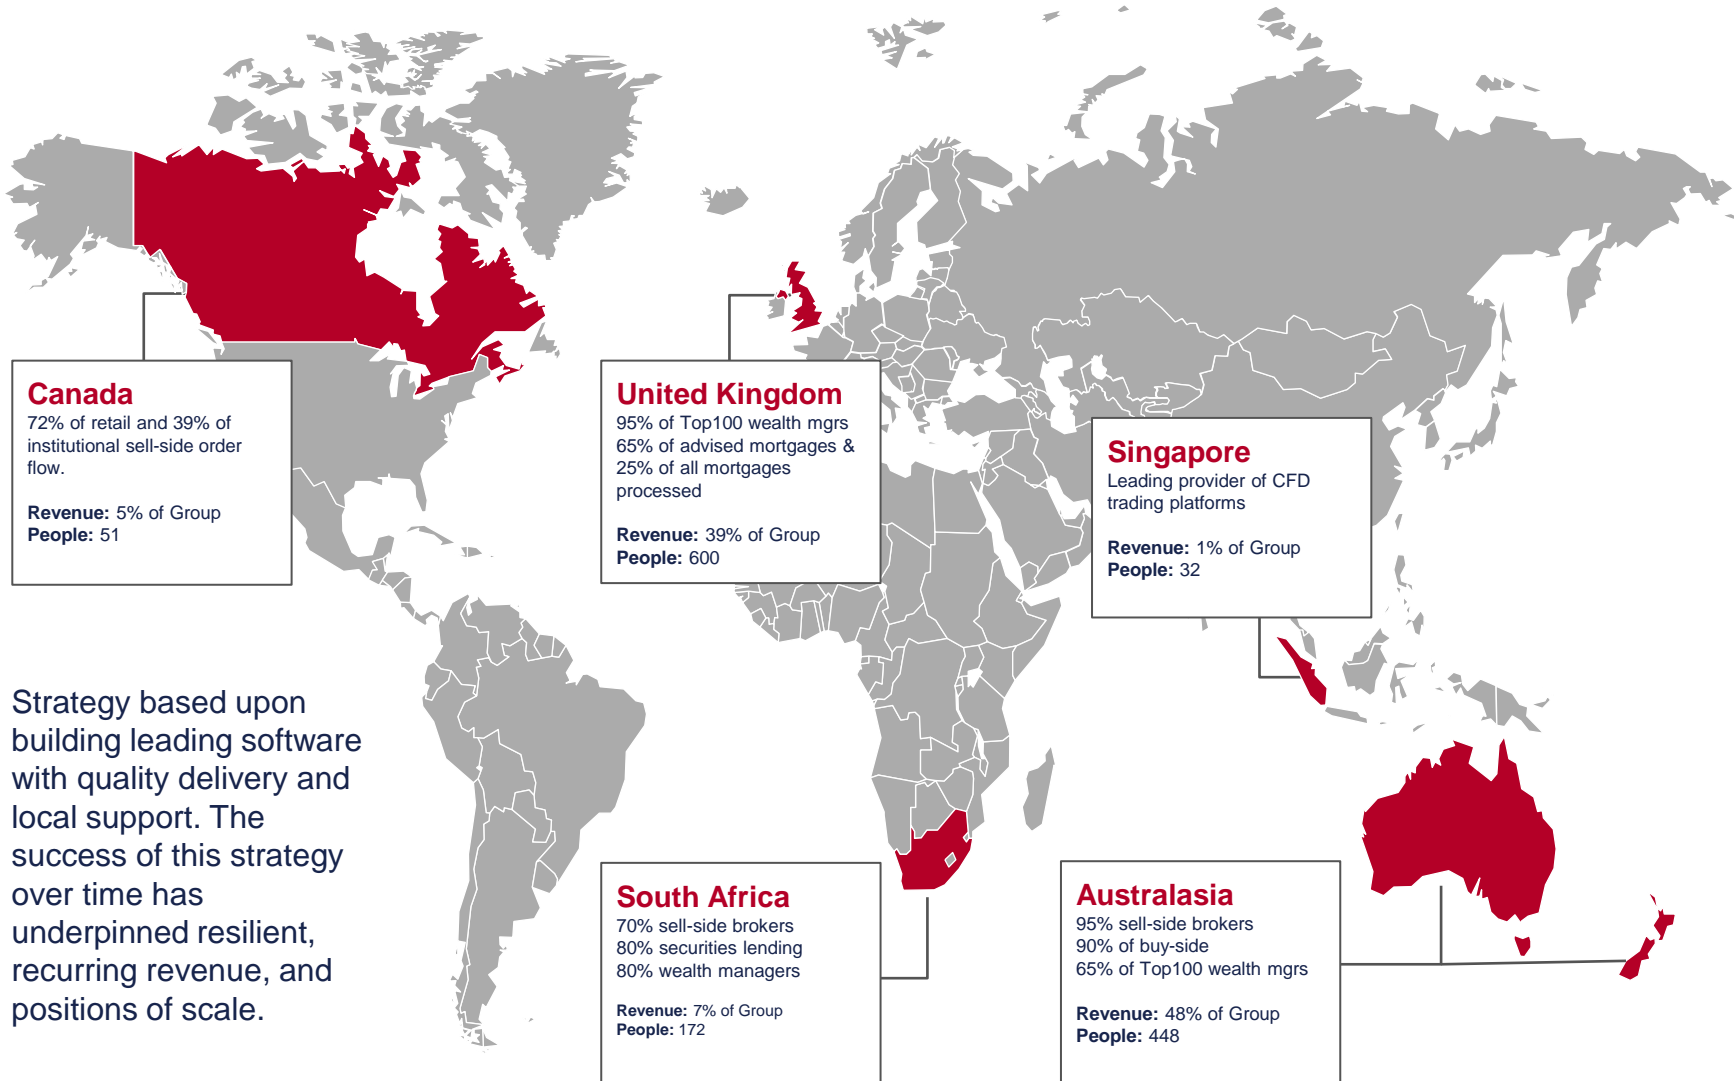 Canada
72% of retail and 39% of
institutional sell-side order
flow.
Revenue: 5% of Group
People: 51
United Kingdom
95% of Top100 wealth mgrs
65% of advised mortgages &
25% of all mortgages
processed
Revenue: 39% of Group
People: 600
Singapore
Leading provider of CFD
trading platforms
Revenue: 1% of Group
People: 32
Strategy based upon
building leading software
with quality delivery and
local support. The
success of this strategy
over time has
underpinned resilient,
recurring revenue, and
positions of scale.
South Africa
70% sell-side brokers
80% securities lending
80% wealth managers
Revenue: 7% of Group
People: 172
Australasia
95% sell-side brokers
90% of buy-side
65% of Top100 wealth mgrs
Revenue: 48% of Group
People: 448